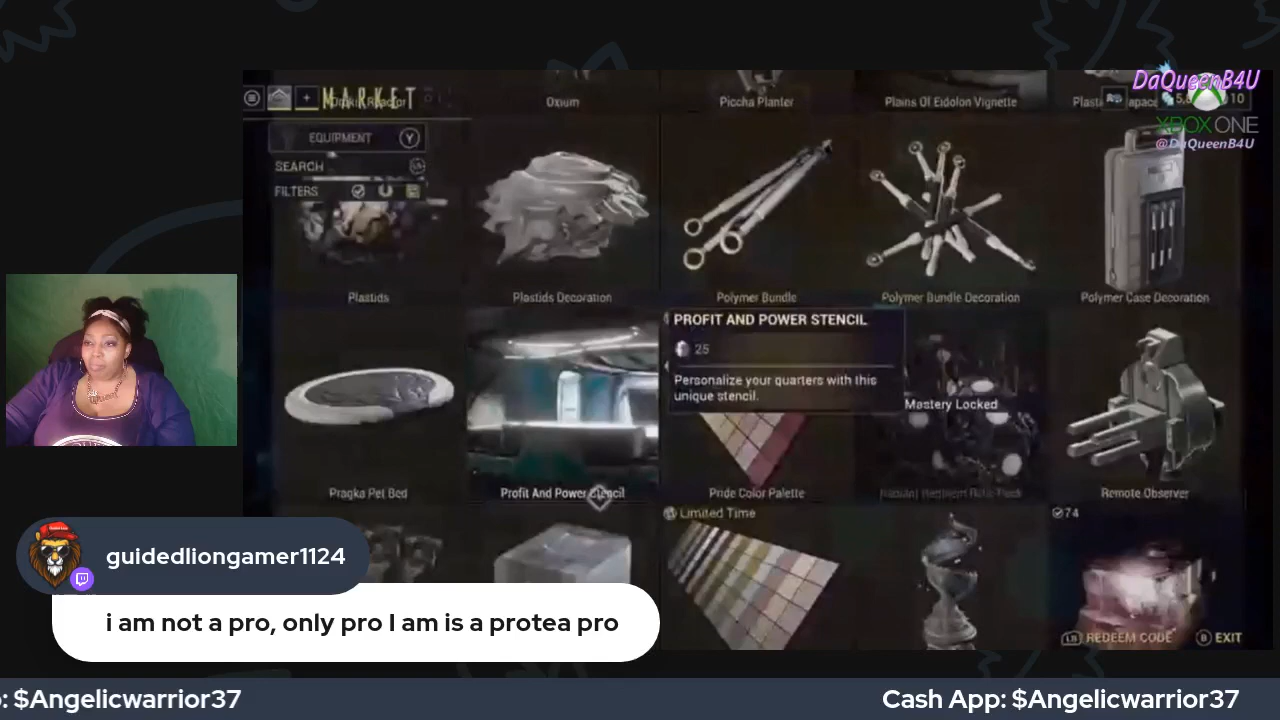 MARKET
Oxium
Piccha Planter
Plains Of Eidolon Vignette
DaQueenB4U
XBOX ONE
@DaQueenB4U
EQUIPMENT Y
SEARCH
FILTERS
Plastids
Plastids Decoration
Polymer Bundle
Polymer Bundle Decoration
Polymer Case Decoration
PROFIT AND POWER STENCIL
25
Personalize your quarters with this
unique stencil.
Mastery Locked
Pragka Pet Bed
Profit And Power Stencil
Pride Color Palette
Remote Observer
Limited Time
74
guidedliongamer1124
i am not a pro, only pro I am is a protea pro
LS REDEEM CODE B EXIT
: $Angelicwarrior37
Cash App: $Angelicwarrior37